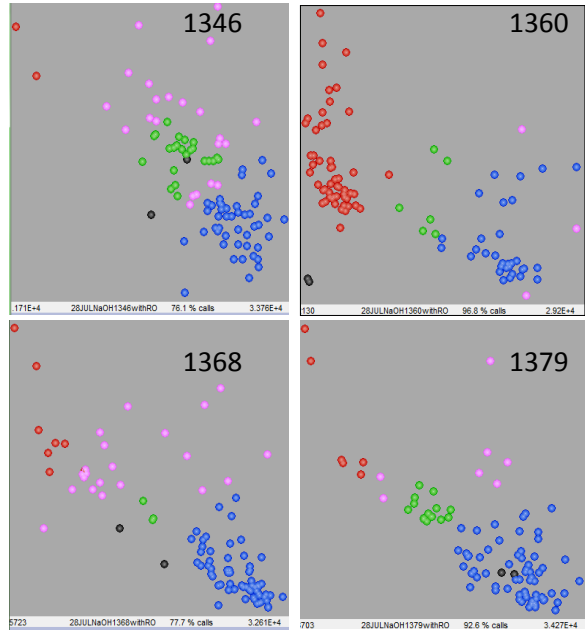 1346
.171E+4 28JULNaOH1346withRO 76.1 % calls 3.376E+4
1360
130 28JULNaOH1360withRO 96.8 % calls 2.92E+4
1368
5723 28JULNaOH1368withRO 77.7 % calls 3.261E+4
1379
703 28JULNaOH1379withRO 92.6 % calls 3.427E+4